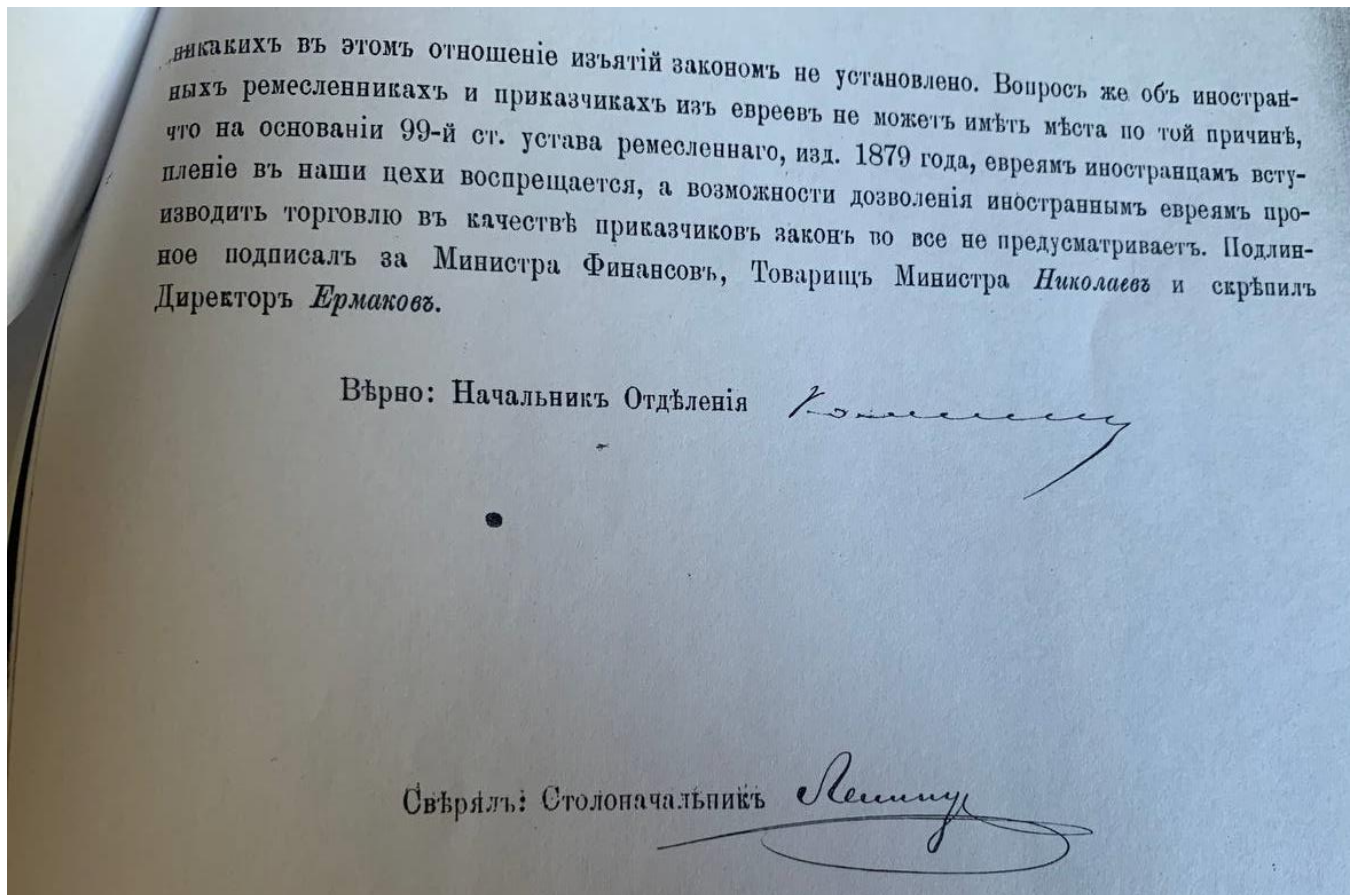 никакихъ въ этомъ отношеніе изъятій закономъ не установлено. Вопросъ же объ иностран-
ныхъ ремесленникахъ и приказчикахъ изъ евреевъ не можетъ имѣть мѣста по той причинѣ,
что на основаніи 99-й ст. устава ремесленнаго, изд. 1879 года, евреямъ иностранцамъ всту-
пленіе въ наши цехи воспрещается, а возможности дозволенія иностраннымъ евреямъ про-
изводить торговлю въ качествѣ приказчиковъ законъ во все не предусматриваетъ. Подлин-
ное подписалъ за Министра Финансовъ, Товарищъ Министра Николаевъ и скрѣпилъ
Директоръ Ермаковъ.
Вѣрно: Начальникъ Отдѣленія
Свѣрялъ: Столоначальникъ